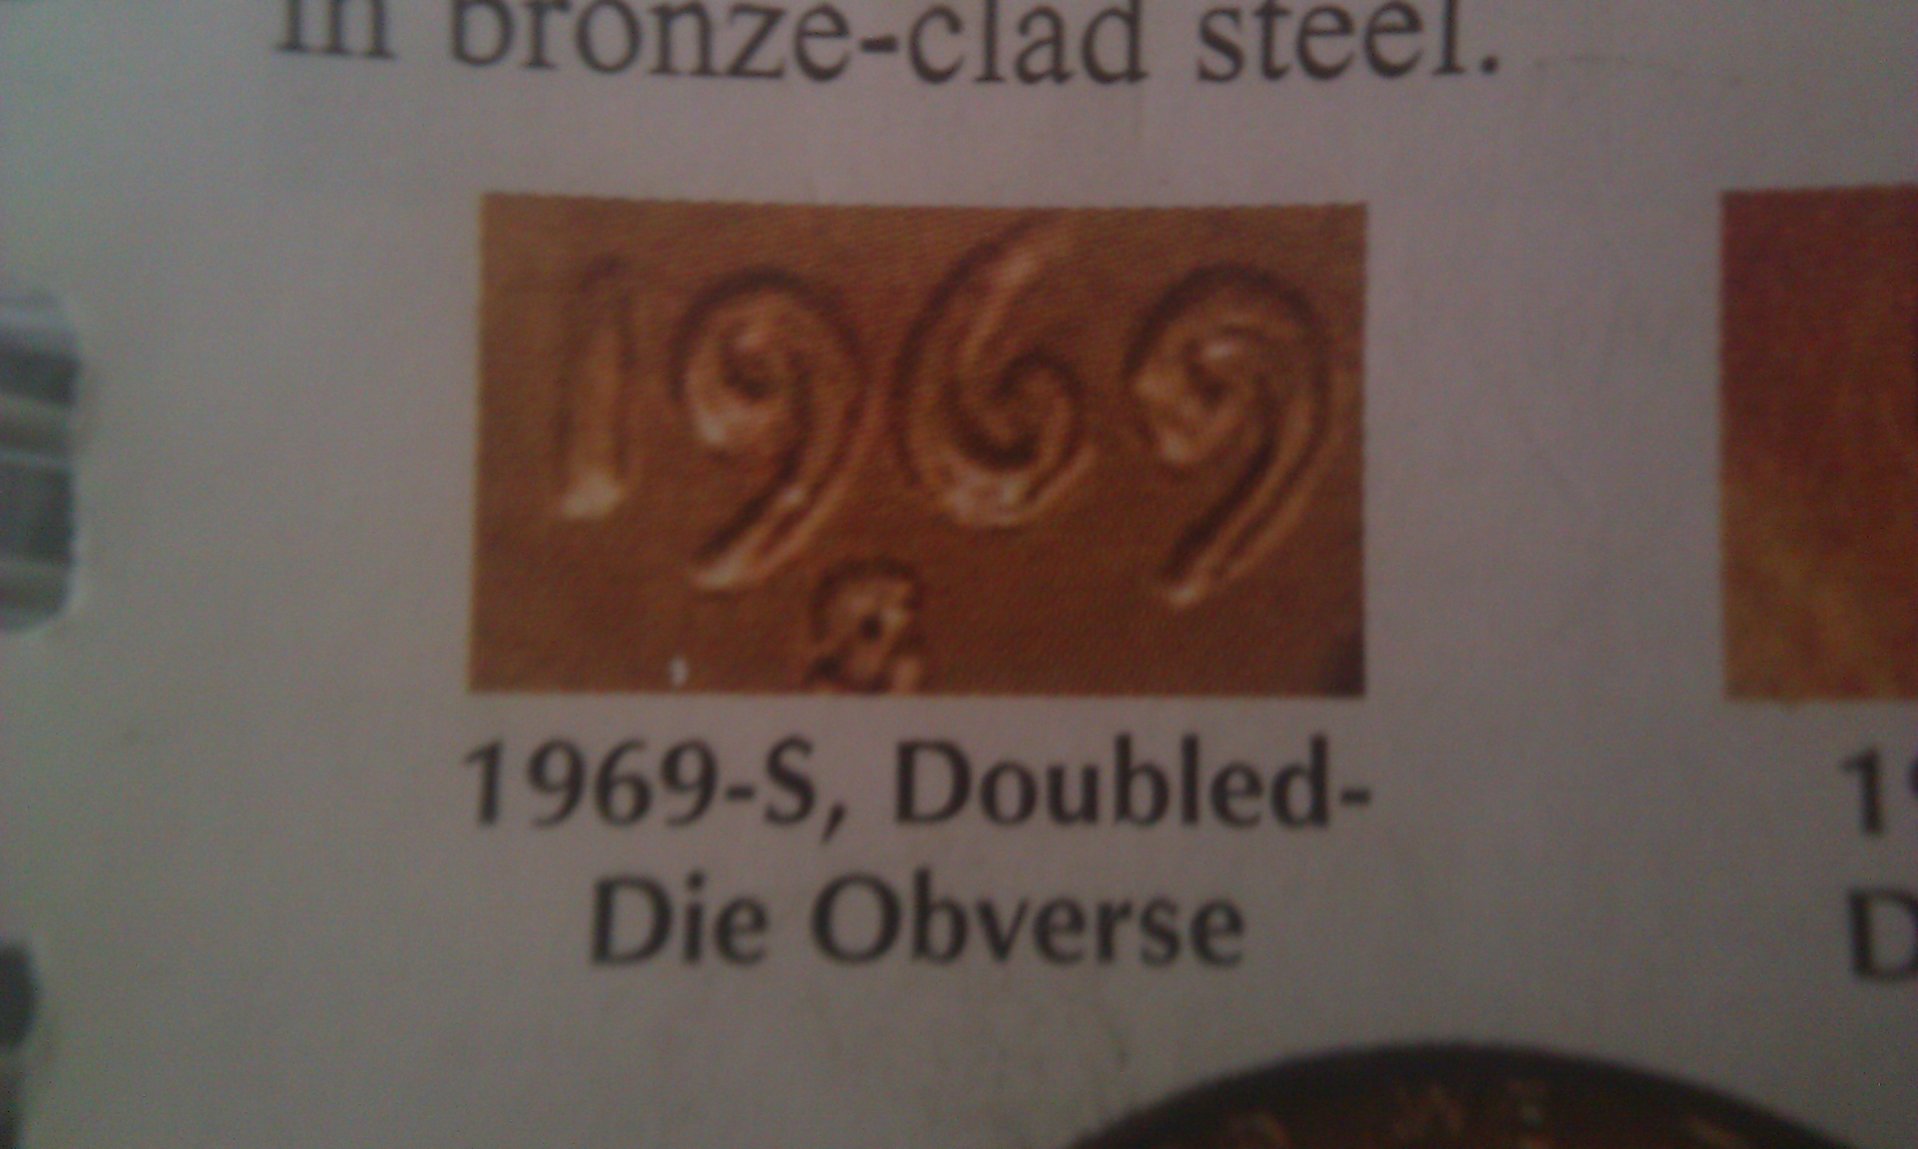 in bronze-clad steel.
1969
1969-S, Doubled-
Die Obverse